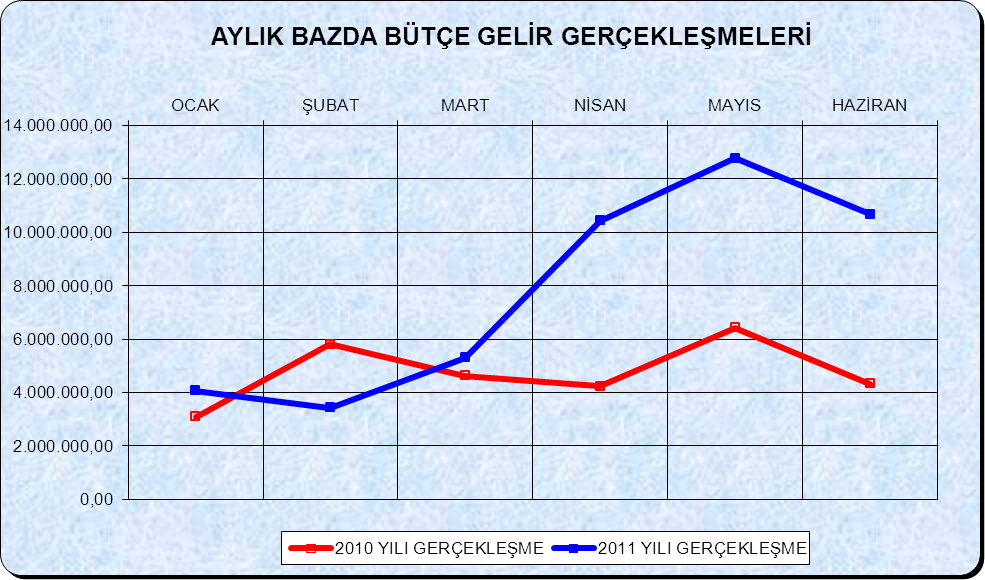 AYLIK BAZDA BÜTÇE GELİR GERÇEKLEŞMELERİ
OCAK ŞUBAT MART NİSAN MAYIS HAZİRAN
14.000.000,00
12.000.000,00
10.000.000,00
8.000.000,00
6.000.000,00
4.000.000,00
2.000.000,00
0,00
2010 YILI GERÇEKLEŞME 2011 YILI GERÇEKLEŞME